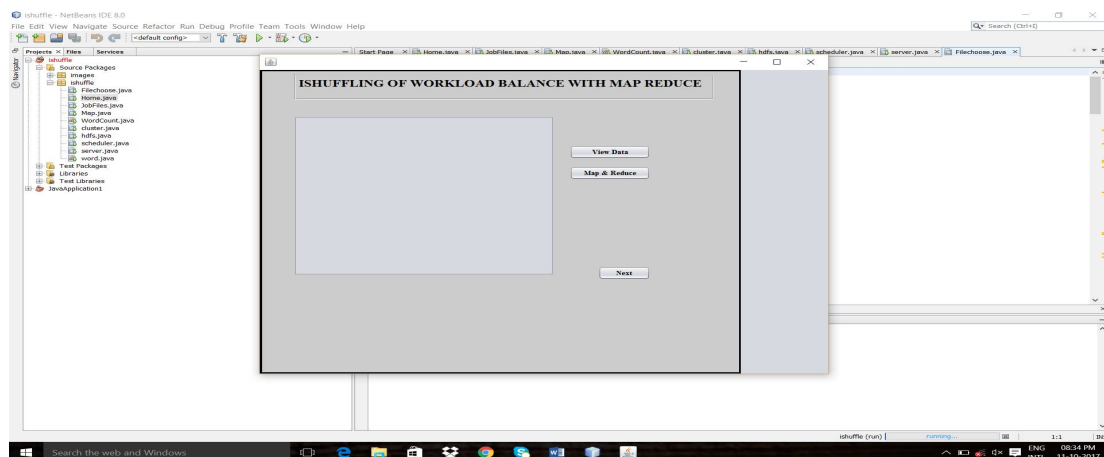 ishuffle - NetBeans IDE 8.0
File Edit View Navigate Source Refactor Run Debug Profile Team Tools Window Help
Search (Ctrl+I)
<default config>
Projects Files Services
Start Page Home.java JobFiles.java Map.java WordCount.java cluster.java hdfs.java scheduler.java server.java Filechoose.java
Navigator
ishuffle
Source Packages
images
ishuffle
Filechoose.java
Home.java
JobFiles.java
Map.java
WordCount.java
cluster.java
hdfs.java
scheduler.java
server.java
word.java
Test Packages
Libraries
Test Libraries
JavaApplication1
ISHUFFLING OF WORKLOAD BALANCE WITH MAP REDUCE
View Data
Map & Reduce
Next
ishuffle (run) running... 1:1 INS
Search the web and Windows
ENG 08:34 PM
INTL 11-10-2017